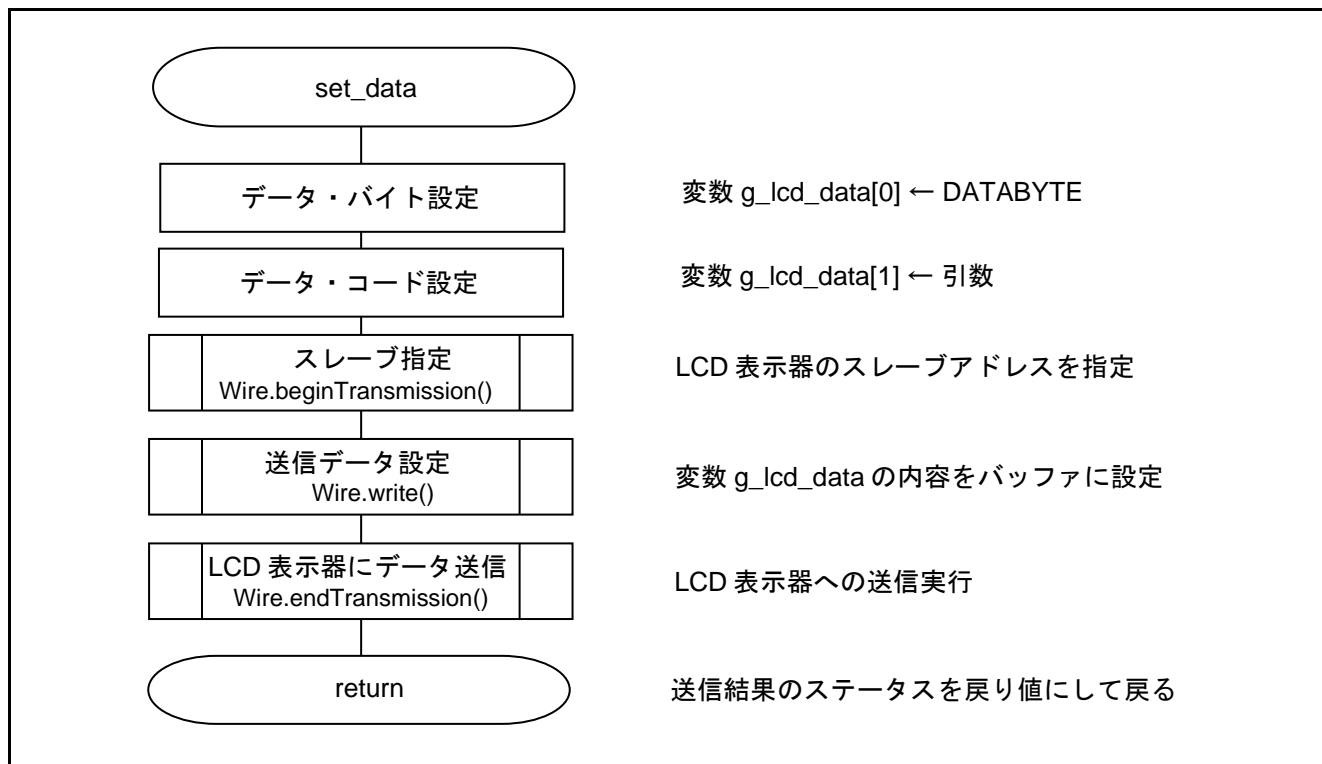 set_data
データ・バイト設定
変数 g_lcd_data[0] ← DATABYTE
データ・コード設定
変数 g_lcd_data[1] ← 引数
スレーブ指定
Wire.beginTransmission()
LCD 表示器のスレーブアドレスを指定
送信データ設定
Wire.write()
変数 g_lcd_data の内容をバッファに設定
LCD 表示器にデータ送信
Wire.endTransmission()
LCD 表示器への送信実行
return
送信結果のステータスを戻り値にして戻る